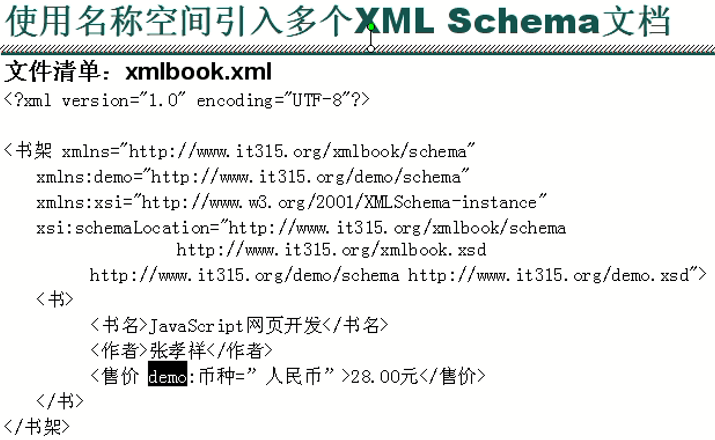 使用名称空间引入多个XML Schema文档
文件清单：xmlbook.xml
<?xml version="1.0" encoding="UTF-8"?>
<书架 xmlns="http://www.it315.org/xmlbook/schema"
xmlns:demo="http://www.it315.org/demo/schema"
xmlns:xsi="http://www.w3.org/2001/XMLSchema-instance"
xsi:schemaLocation="http://www.it315.org/xmlbook/schema
http://www.it315.org/xmlbook.xsd
http://www.it315.org/demo/schema http://www.it315.org/demo.xsd">
<书>
<书名>JavaScript网页开发</书名>
<作者>张孝祥</作者>
<售价 demo:币种=”人民币”>28.00元</售价>
</书>
</书架>